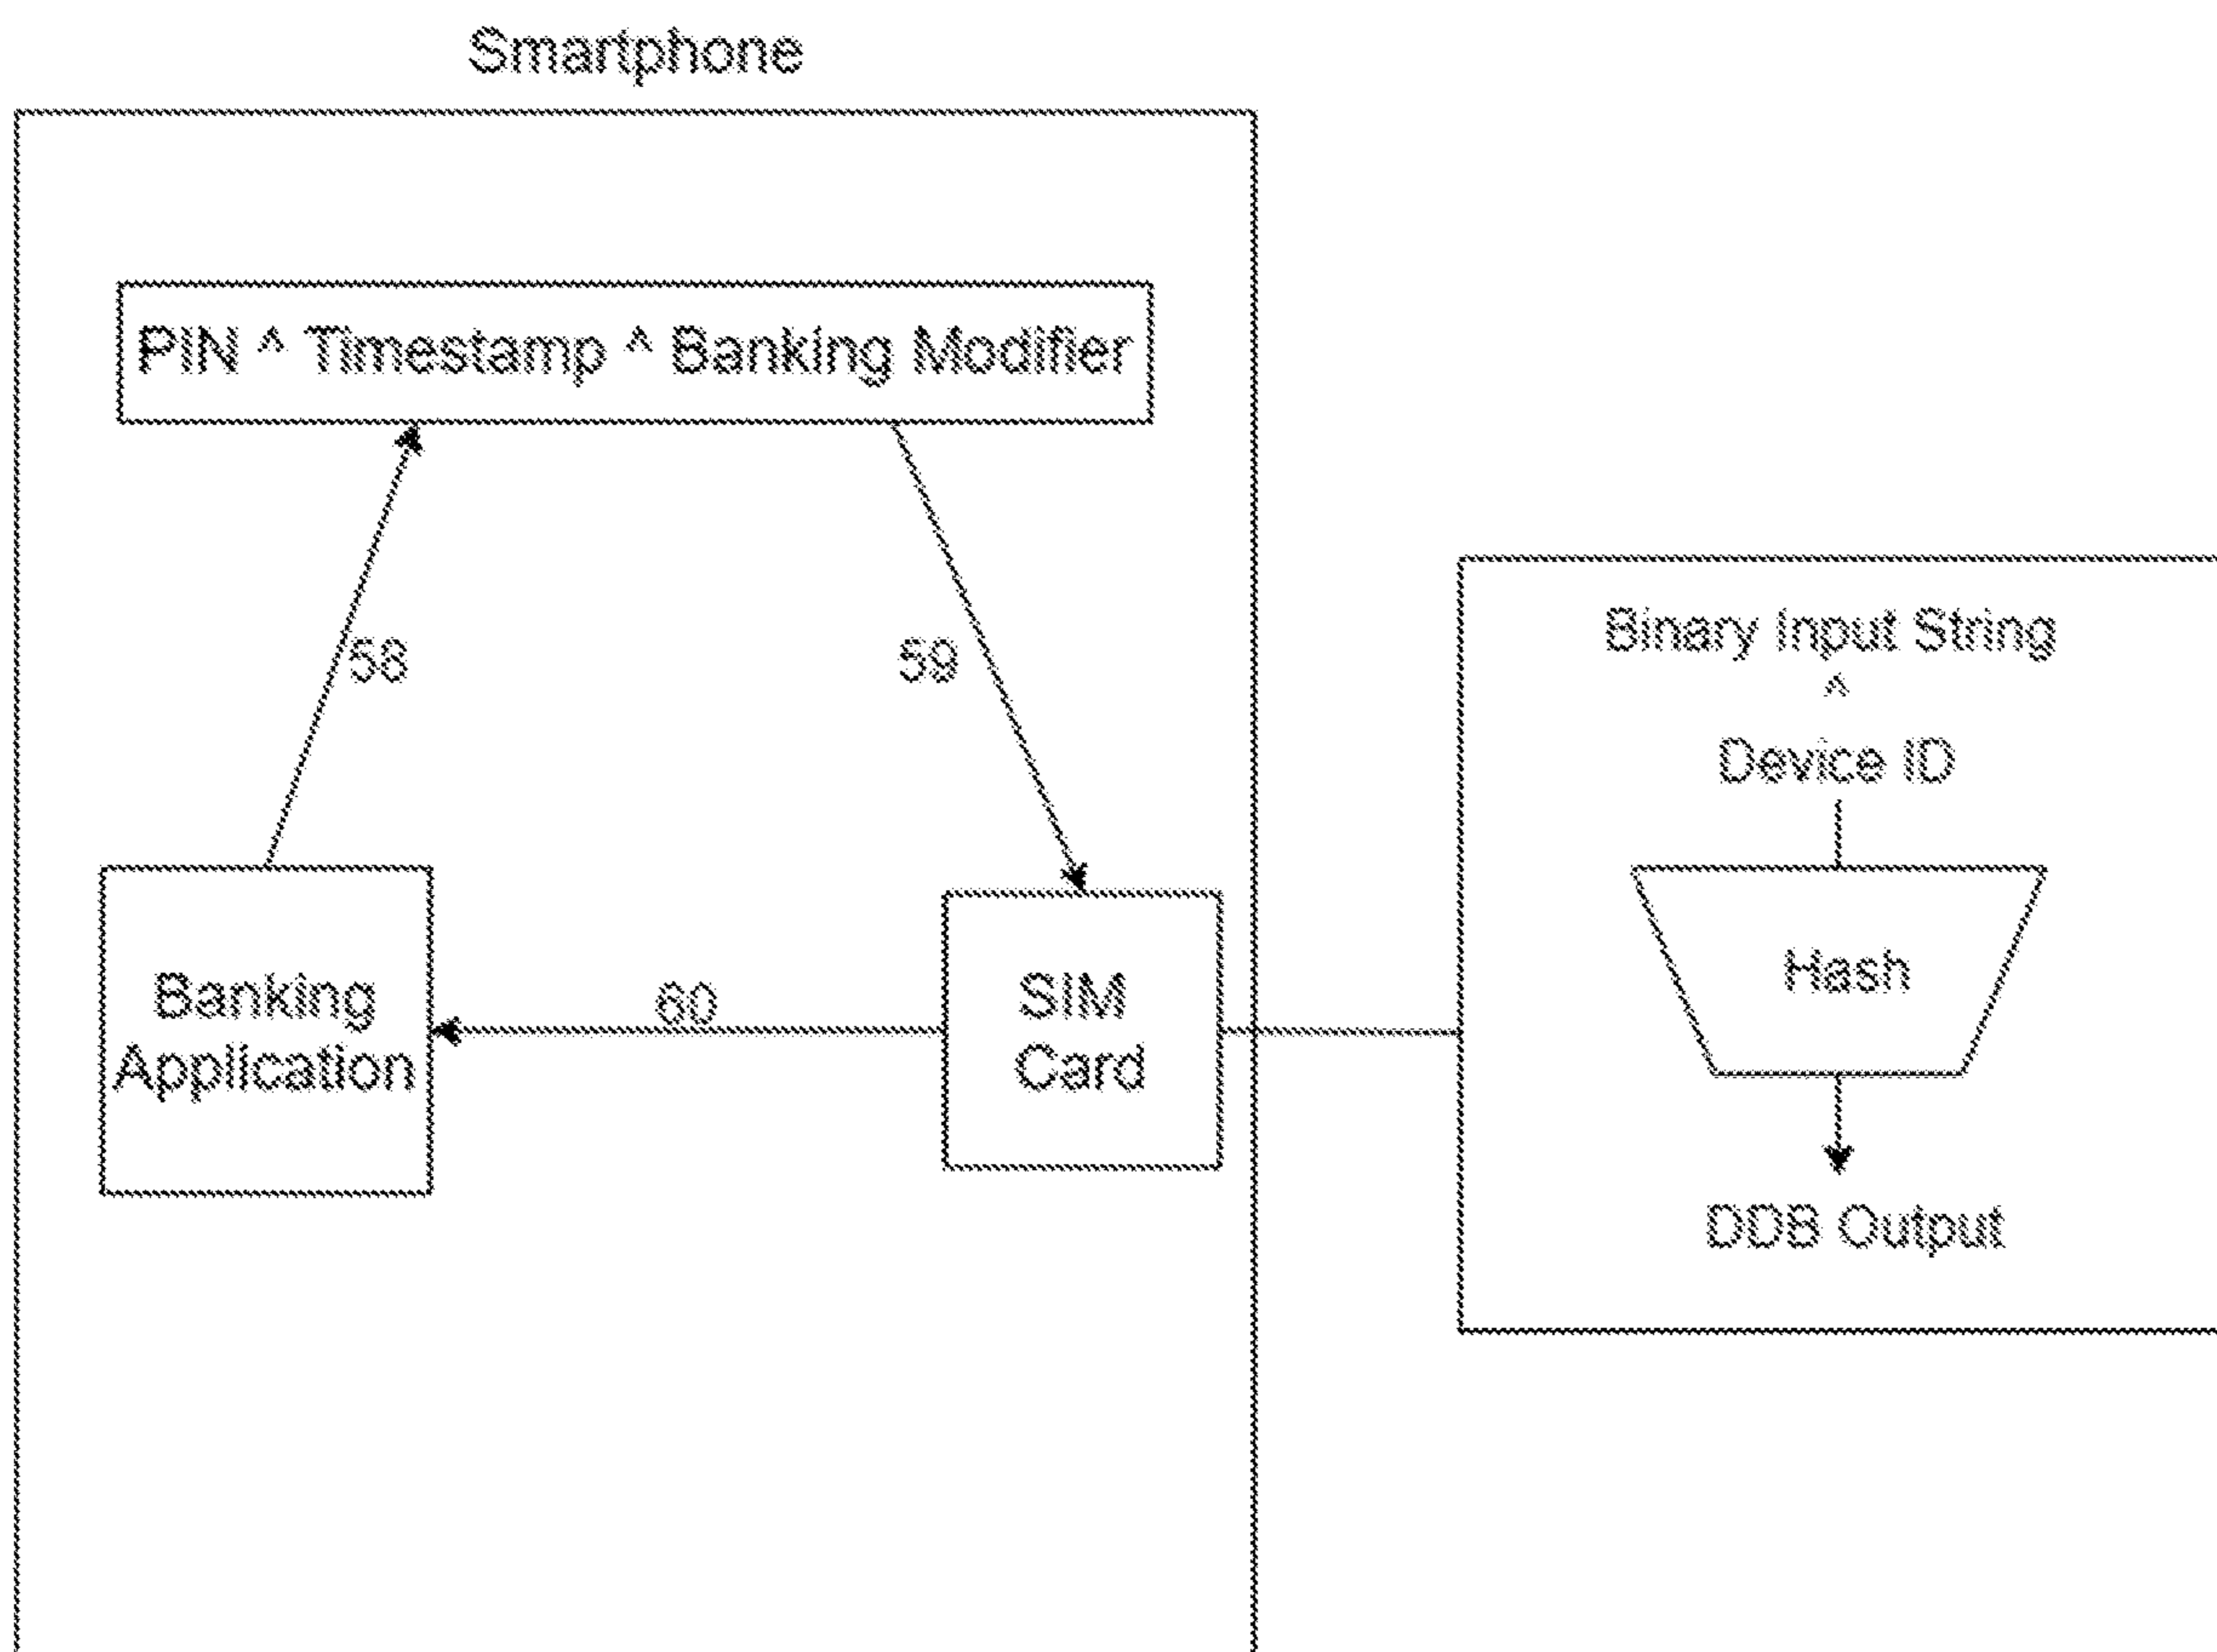 Smartphone
PIN ^ Timestamp ^ Banking Modifier
58
59
Binary Input String
^
Device ID
Hash
DDB Output
Banking
Application
60
SIM
Card